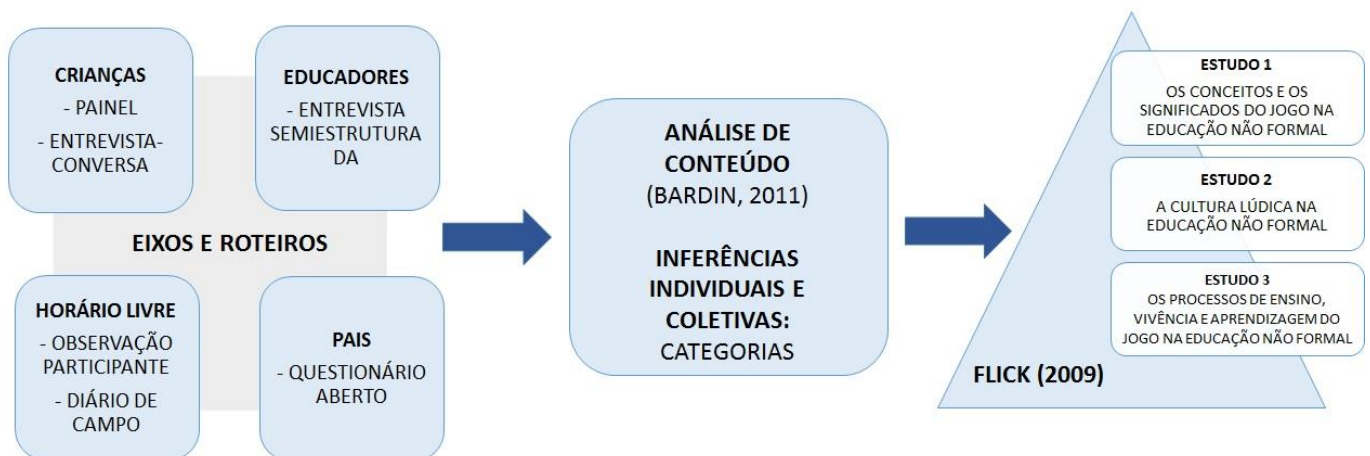 CRIANÇAS
- PAINEL
- ENTREVISTA-
CONVERSA
EDUCADORES
- ENTREVISTA
SEMIESTRUTURA
DA
EIXOS E ROTEIROS
HORÁRIO LIVRE
- OBSERVAÇÃO
PARTICIPANTE
- DIÁRIO DE
CAMPO
PAIS
- QUESTIONÁRIO
ABERTO
ANÁLISE DE
CONTEÚDO
(BARDIN, 2011)
INFERÊNCIAS
INDIVIDUAIS E
COLETIVAS:
CATEGORIAS
ESTUDO 1
OS CONCEITOS E OS
SIGNIFICADOS DO JOGO NA
EDUCAÇÃO NÃO FORMAL
ESTUDO 2
A CULTURA LÚDICA NA
EDUCAÇÃO NÃO FORMAL
ESTUDO 3
OS PROCESSOS DE ENSINO,
VIVÊNCIA E APRENDIZAGEM DO
JOGO NA EDUCAÇÃO NÃO FORMAL
FLICK (2009)